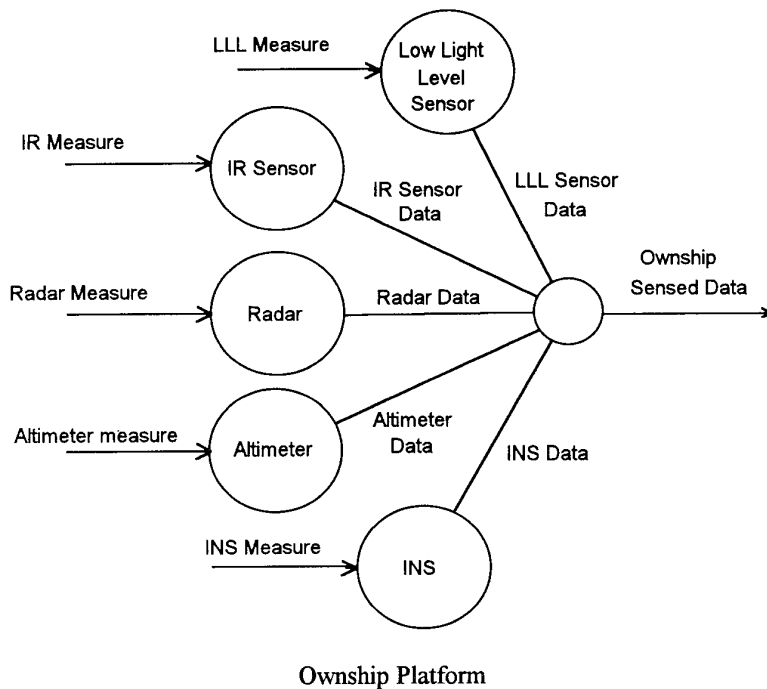 LLL Measure
Low Light
Level
Sensor
IR Measure
IR Sensor
IR Sensor
Data
LLL Sensor
Data
Radar Measure
Radar
Radar Data
Ownship
Sensed Data
Altimeter measure
Altimeter
Altimeter
Data
INS Data
INS Measure
INS
Ownship Platform